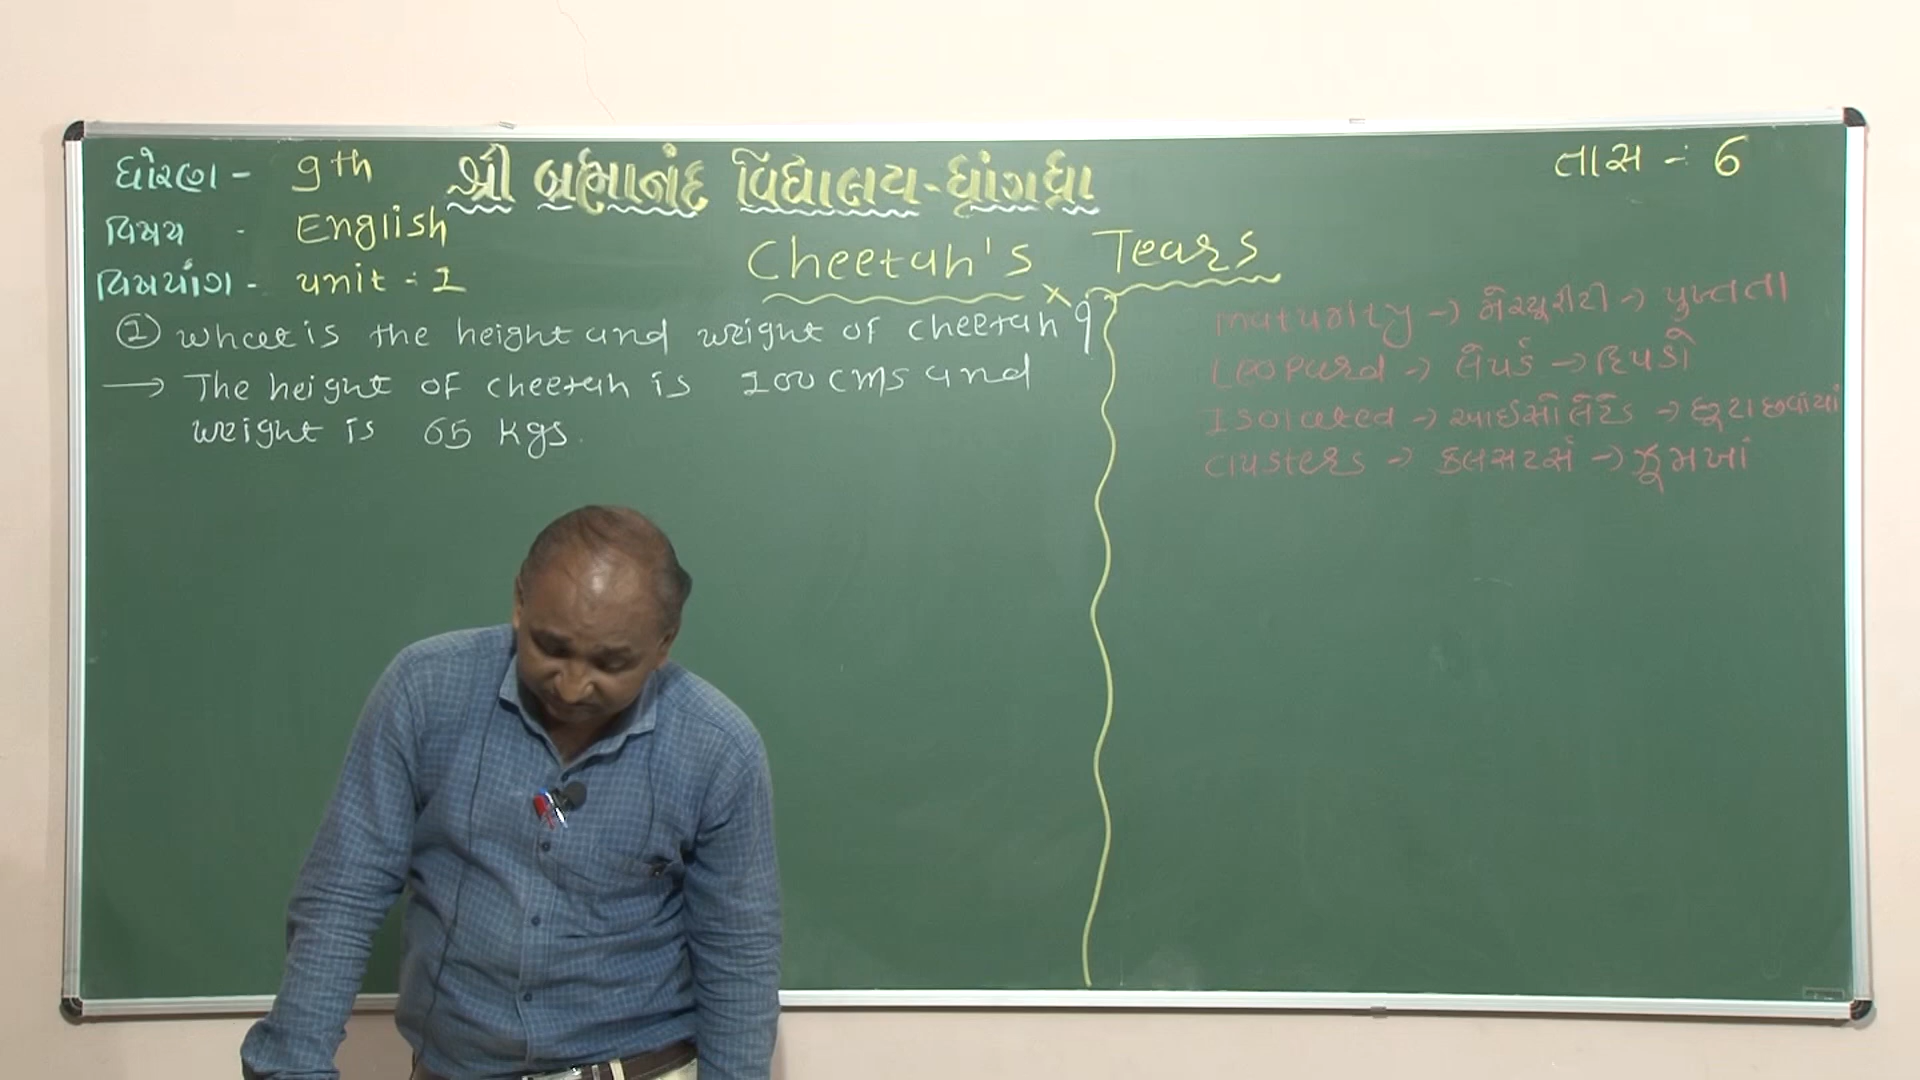 ધોરણ - 9th
શ્રી બ્રહ્માનંદ વિદ્યાલય - ધ્રાંગધ્રા
તાસ - : 6
વિષય - English
Cheetah's Tears
વિષયાંગ - unit : 1
① What is the height and weight of cheetah ?
→ The height of cheetah is 100 cms and
weight is 65 kgs.
maturity → મેચ્યૂરીટી → પુખ્તતા
Leopard → લેપર્ડ → દિપડો
Isolated → આઈસોલેટેડ → છૂટાછવાયાં
clusters → કલસટર્સ → ઝૂમખાં